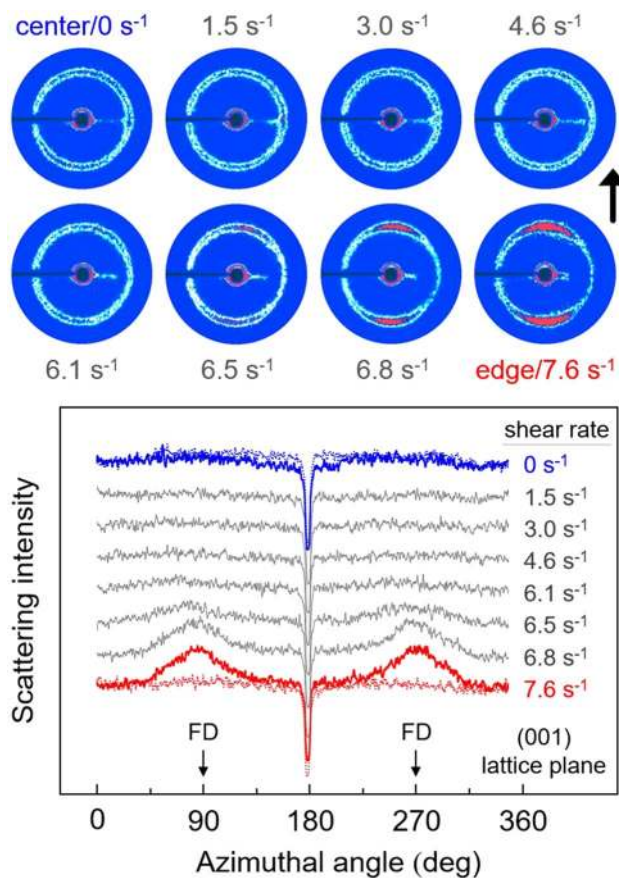 center/0 s⁻¹ 1.5 s⁻¹ 3.0 s⁻¹ 4.6 s⁻¹
6.1 s⁻¹ 6.5 s⁻¹ 6.8 s⁻¹ edge/7.6 s⁻¹
shear rate
0 s⁻¹
1.5 s⁻¹
3.0 s⁻¹
4.6 s⁻¹
6.1 s⁻¹
6.5 s⁻¹
6.8 s⁻¹
7.6 s⁻¹
Scattering intensity
FD FD (001)
lattice plane
0 90 180 270 360
Azimuthal angle (deg)